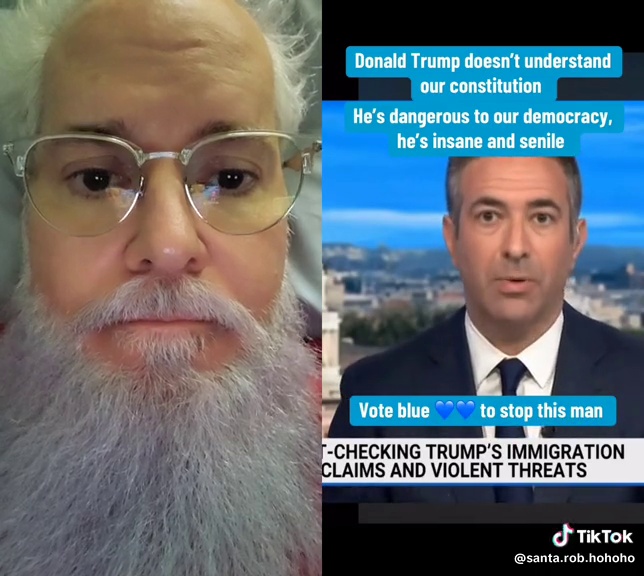 Donald Trump doesn't understand
our constitution
He's dangerous to our democracy,
he's insane and senile
Vote blue 💙💙 to stop this man
T-CHECKING TRUMP'S IMMIGRATION
CLAIMS AND VIOLENT THREATS
TikTok
@santa.rob.hohoho